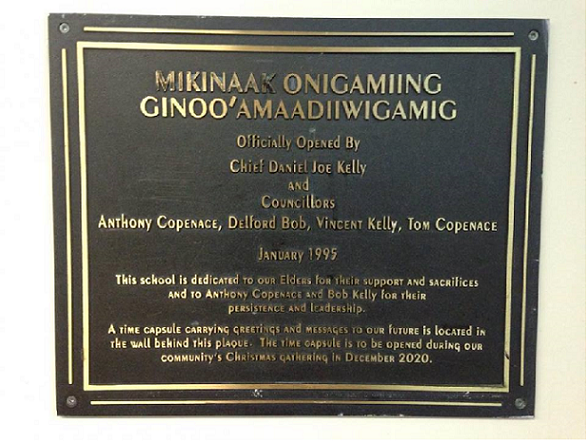 MIKINAAK ONIGAMIING
GINOO'AMAADIIWIGAMIG
Officially Opened By
Chief Daniel Joe Kelly
and
Councillors
Anthony Copenace, Delford Bob, Vincent Kelly, Tom Copenace
January 1995
This school is dedicated to our Elders for their support and sacrifices
and to Anthony Copenace and Bob Kelly for their
persistence and leadership.
A time capsule carrying greetings and messages to our future is located in
the wall behind this plaque. The time capsule is to be opened during our
community's Christmas gathering in December 2020.